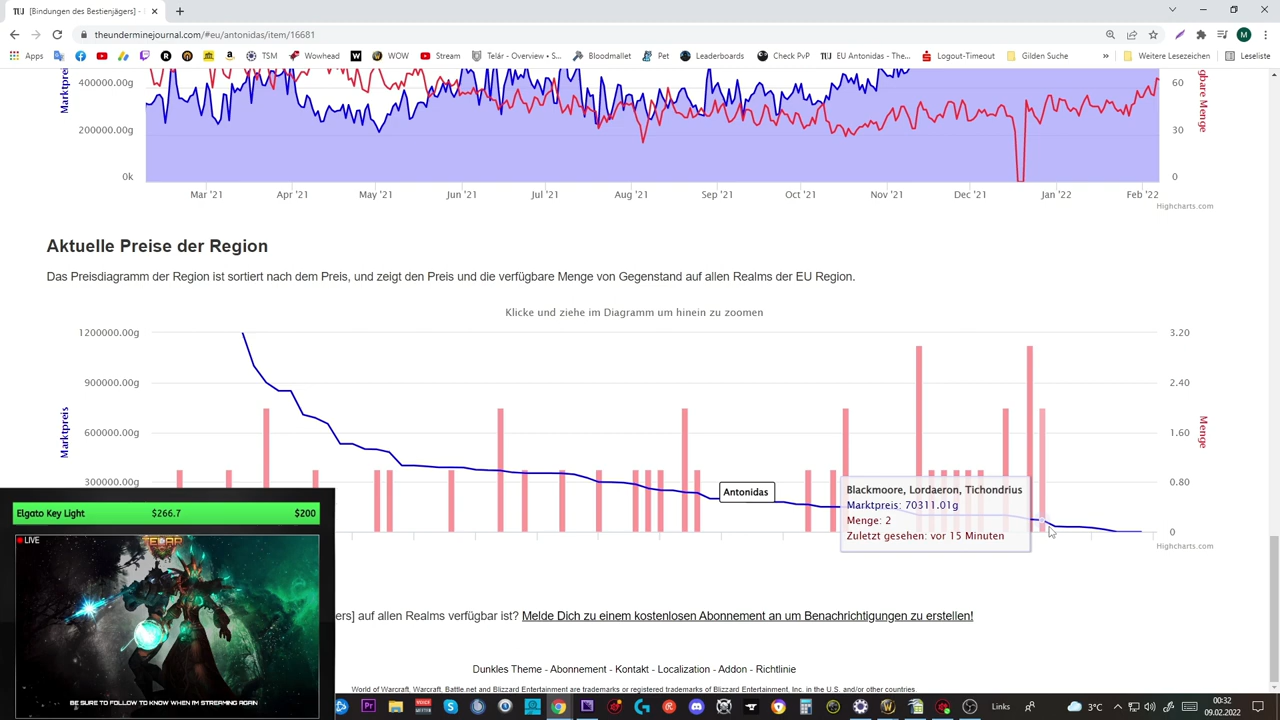 [Bindungen des Bestienjägers] -
theunderminejournal.com/#eu/antonidas/item/16681
Apps
TSM
Wowhead
WOW
Stream
Telár - Overview • S...
Bloodmallet
Pet
Leaderboards
Check PvP
EU Antonidas - The...
Logout-Timeout
Gilden Suche
»
Weitere Lesezeichen
Leseliste
400000.00g
200000.00g
0k
60
30
0
Mar '21
Apr '21
May '21
Jun '21
Jul '21
Aug '21
Sep '21
Oct '21
Nov '21
Dec '21
Jan '22
Feb '22
Highcharts.com
Aktuelle Preise der Region
Das Preisdiagramm der Region ist sortiert nach dem Preis, und zeigt den Preis und die verfügbare Menge von Gegenstand auf allen Realms der EU Region.
Klicke und ziehe im Diagramm um hinein zu zoomen
1200000.00g
900000.00g
600000.00g
300000.00g
Marktpreis
3.20
2.40
1.60
0.80
0
Menge
Antonidas
Blackmoore, Lordaeron, Tichondrius
Marktpreis: 70311.01g
Menge: 2
Zuletzt gesehen: vor 15 Minuten
Highcharts.com
Elgato Key Light $266.7 $200
LIVE
TELAR
BE SURE TO FOLLOW TO KNOW WHEN I'M STREAMING AGAIN
ers] auf allen Realms verfügbar ist? Melde Dich zu einem kostenlosen Abonnement an um Benachrichtigungen zu erstellen!
Dunkles Theme - Abonnement - Kontakt - Localization - Addon - Richtlinie
World of Warcraft, Warcraft, Battle.net and Blizzard Entertainment are trademarks or registered trademarks of Blizzard Entertainment, Inc. in the U.S. and/or other countries.
Links
3°C
00:32
09.02.2022